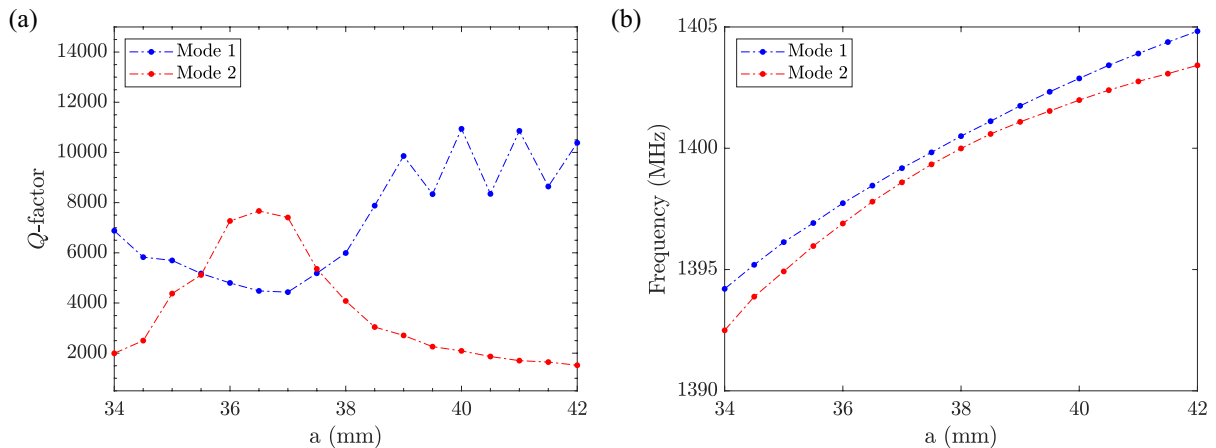 (a)
14000
12000
10000
8000
6000
4000
2000
Q-factor
Mode 1
Mode 2
34
36
38
40
42
a (mm)
(b)
1405
1400
1395
1390
Frequency (MHz)
Mode 1
Mode 2
34
36
38
40
42
a (mm)